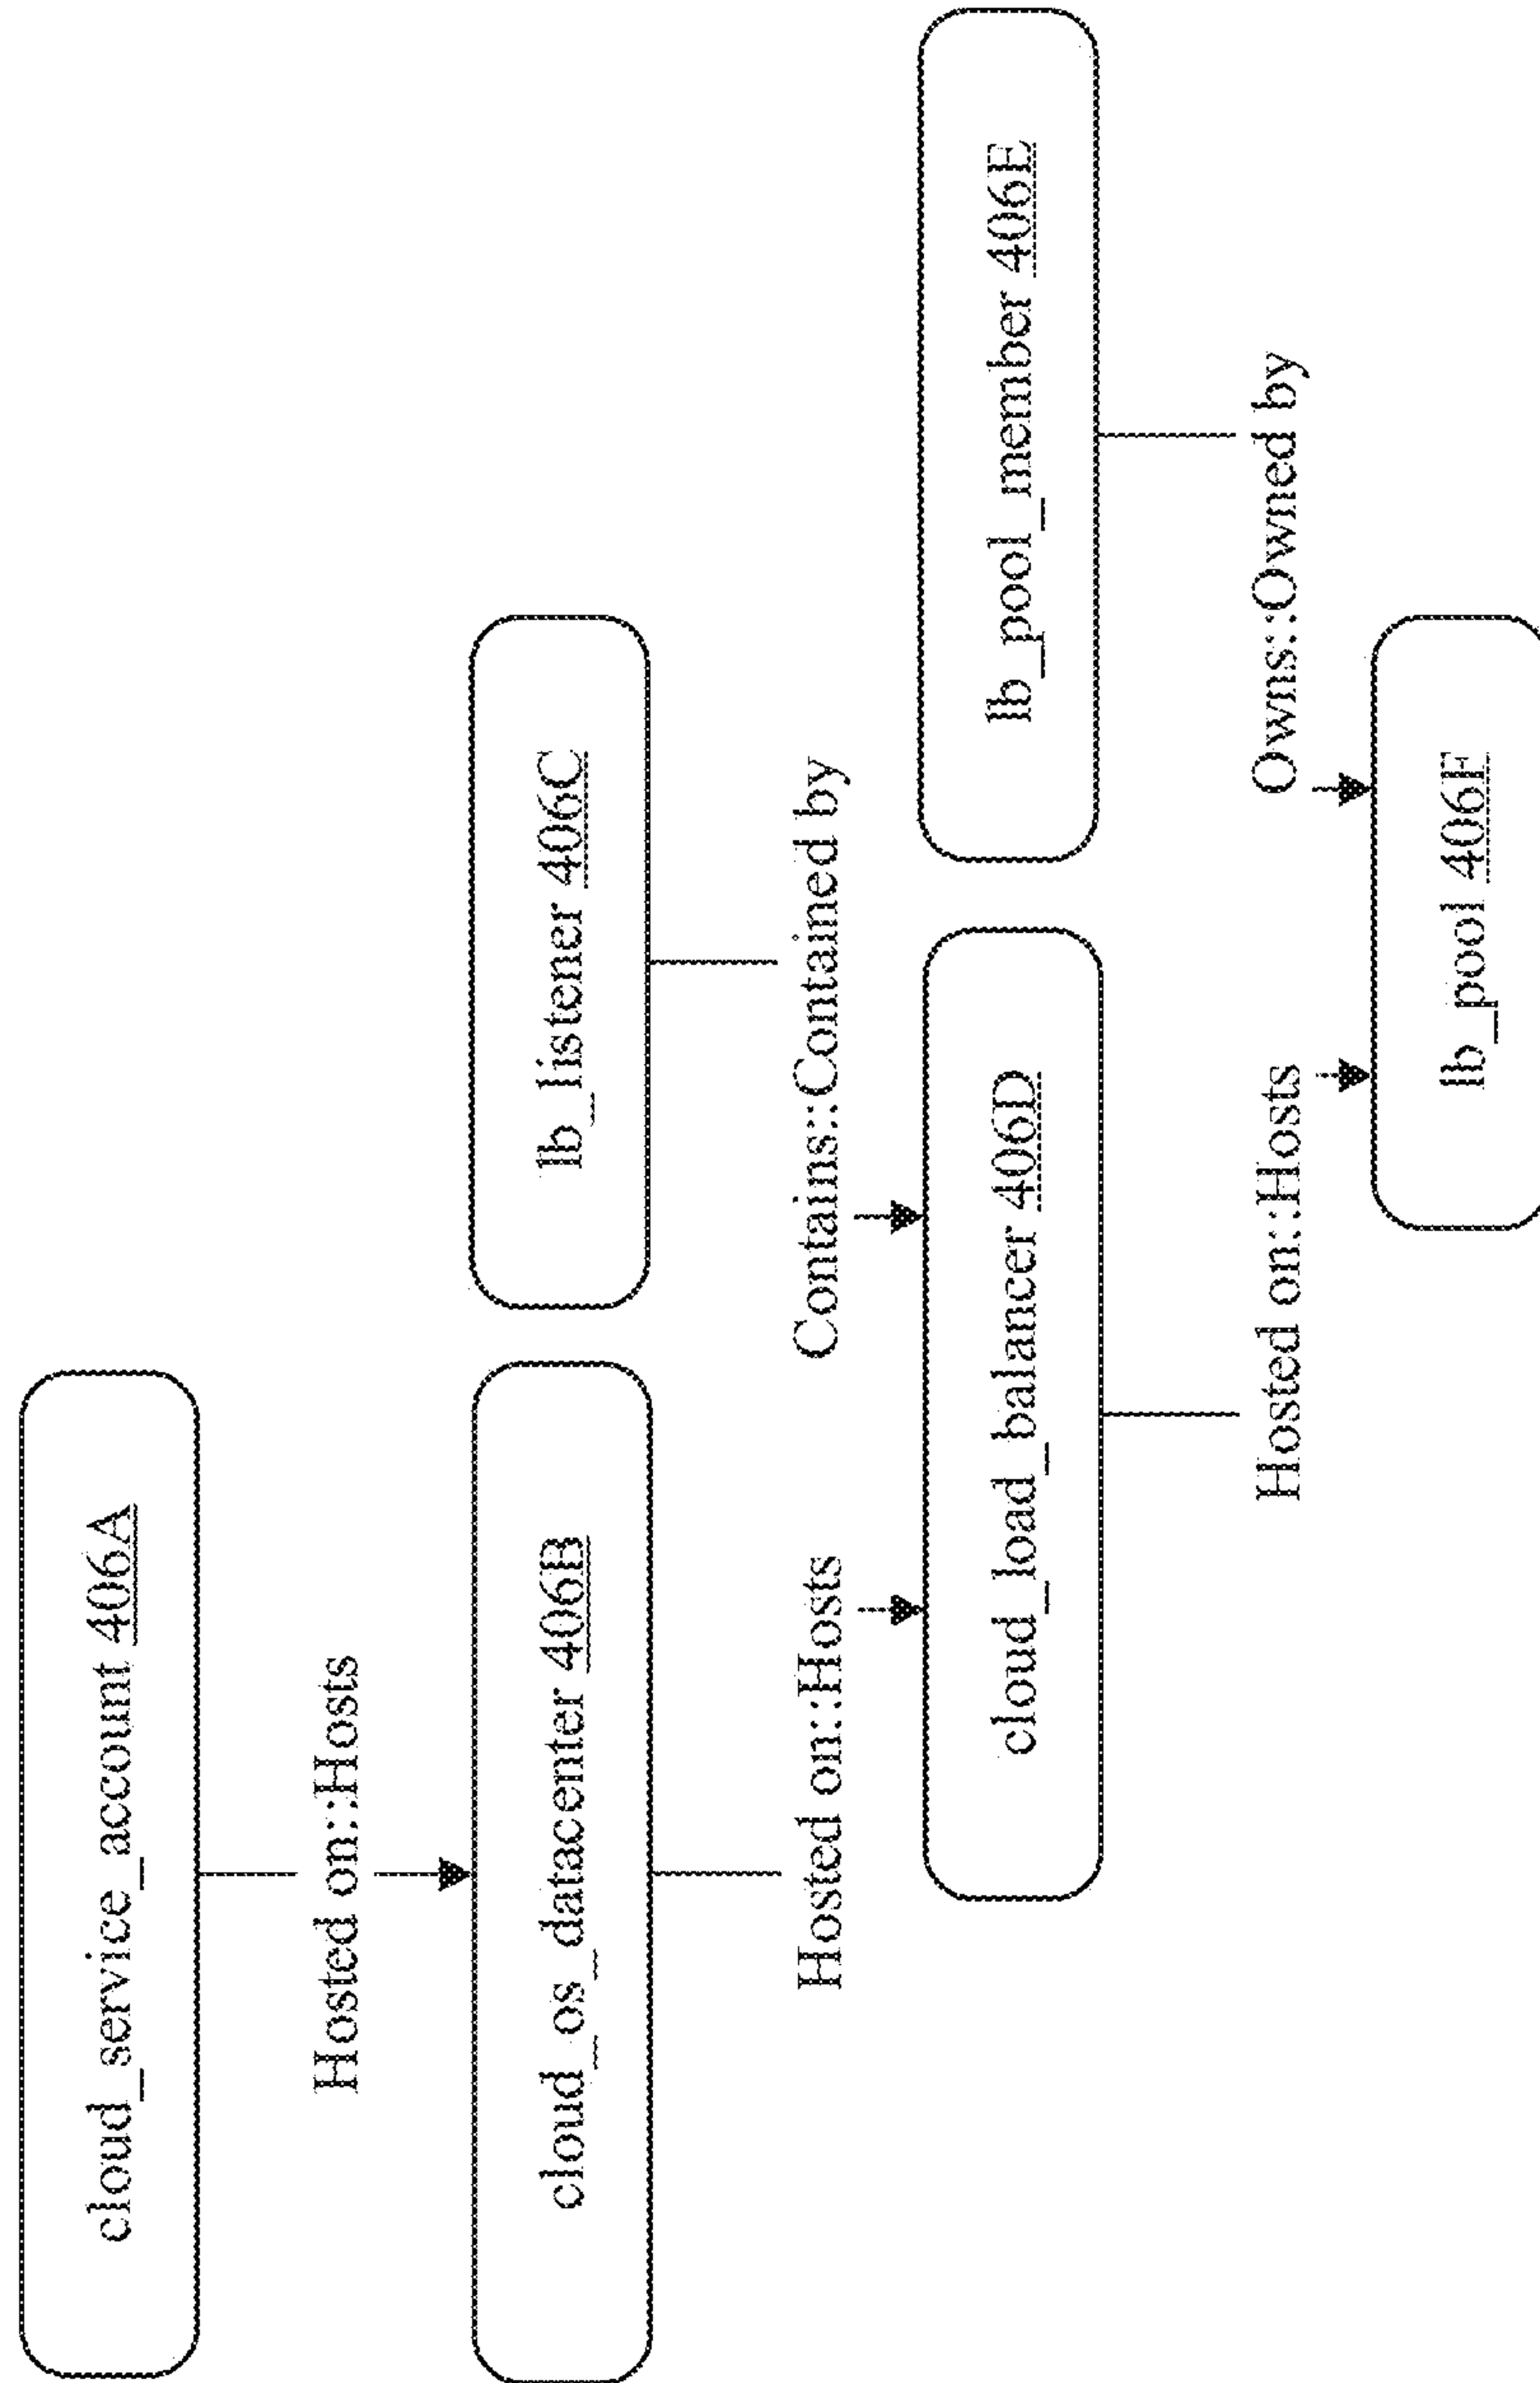 cloud_service_account 406A
Hosted on::Hosts
cloud_os_datacenter 406B
lb_listener 406C
Hosted on::Hosts
Contains::Contained by
cloud_load_balancer 406D
lb_pool_member 406E
Hosted on::Hosts
Owns::Owned by
lb_pool 406F